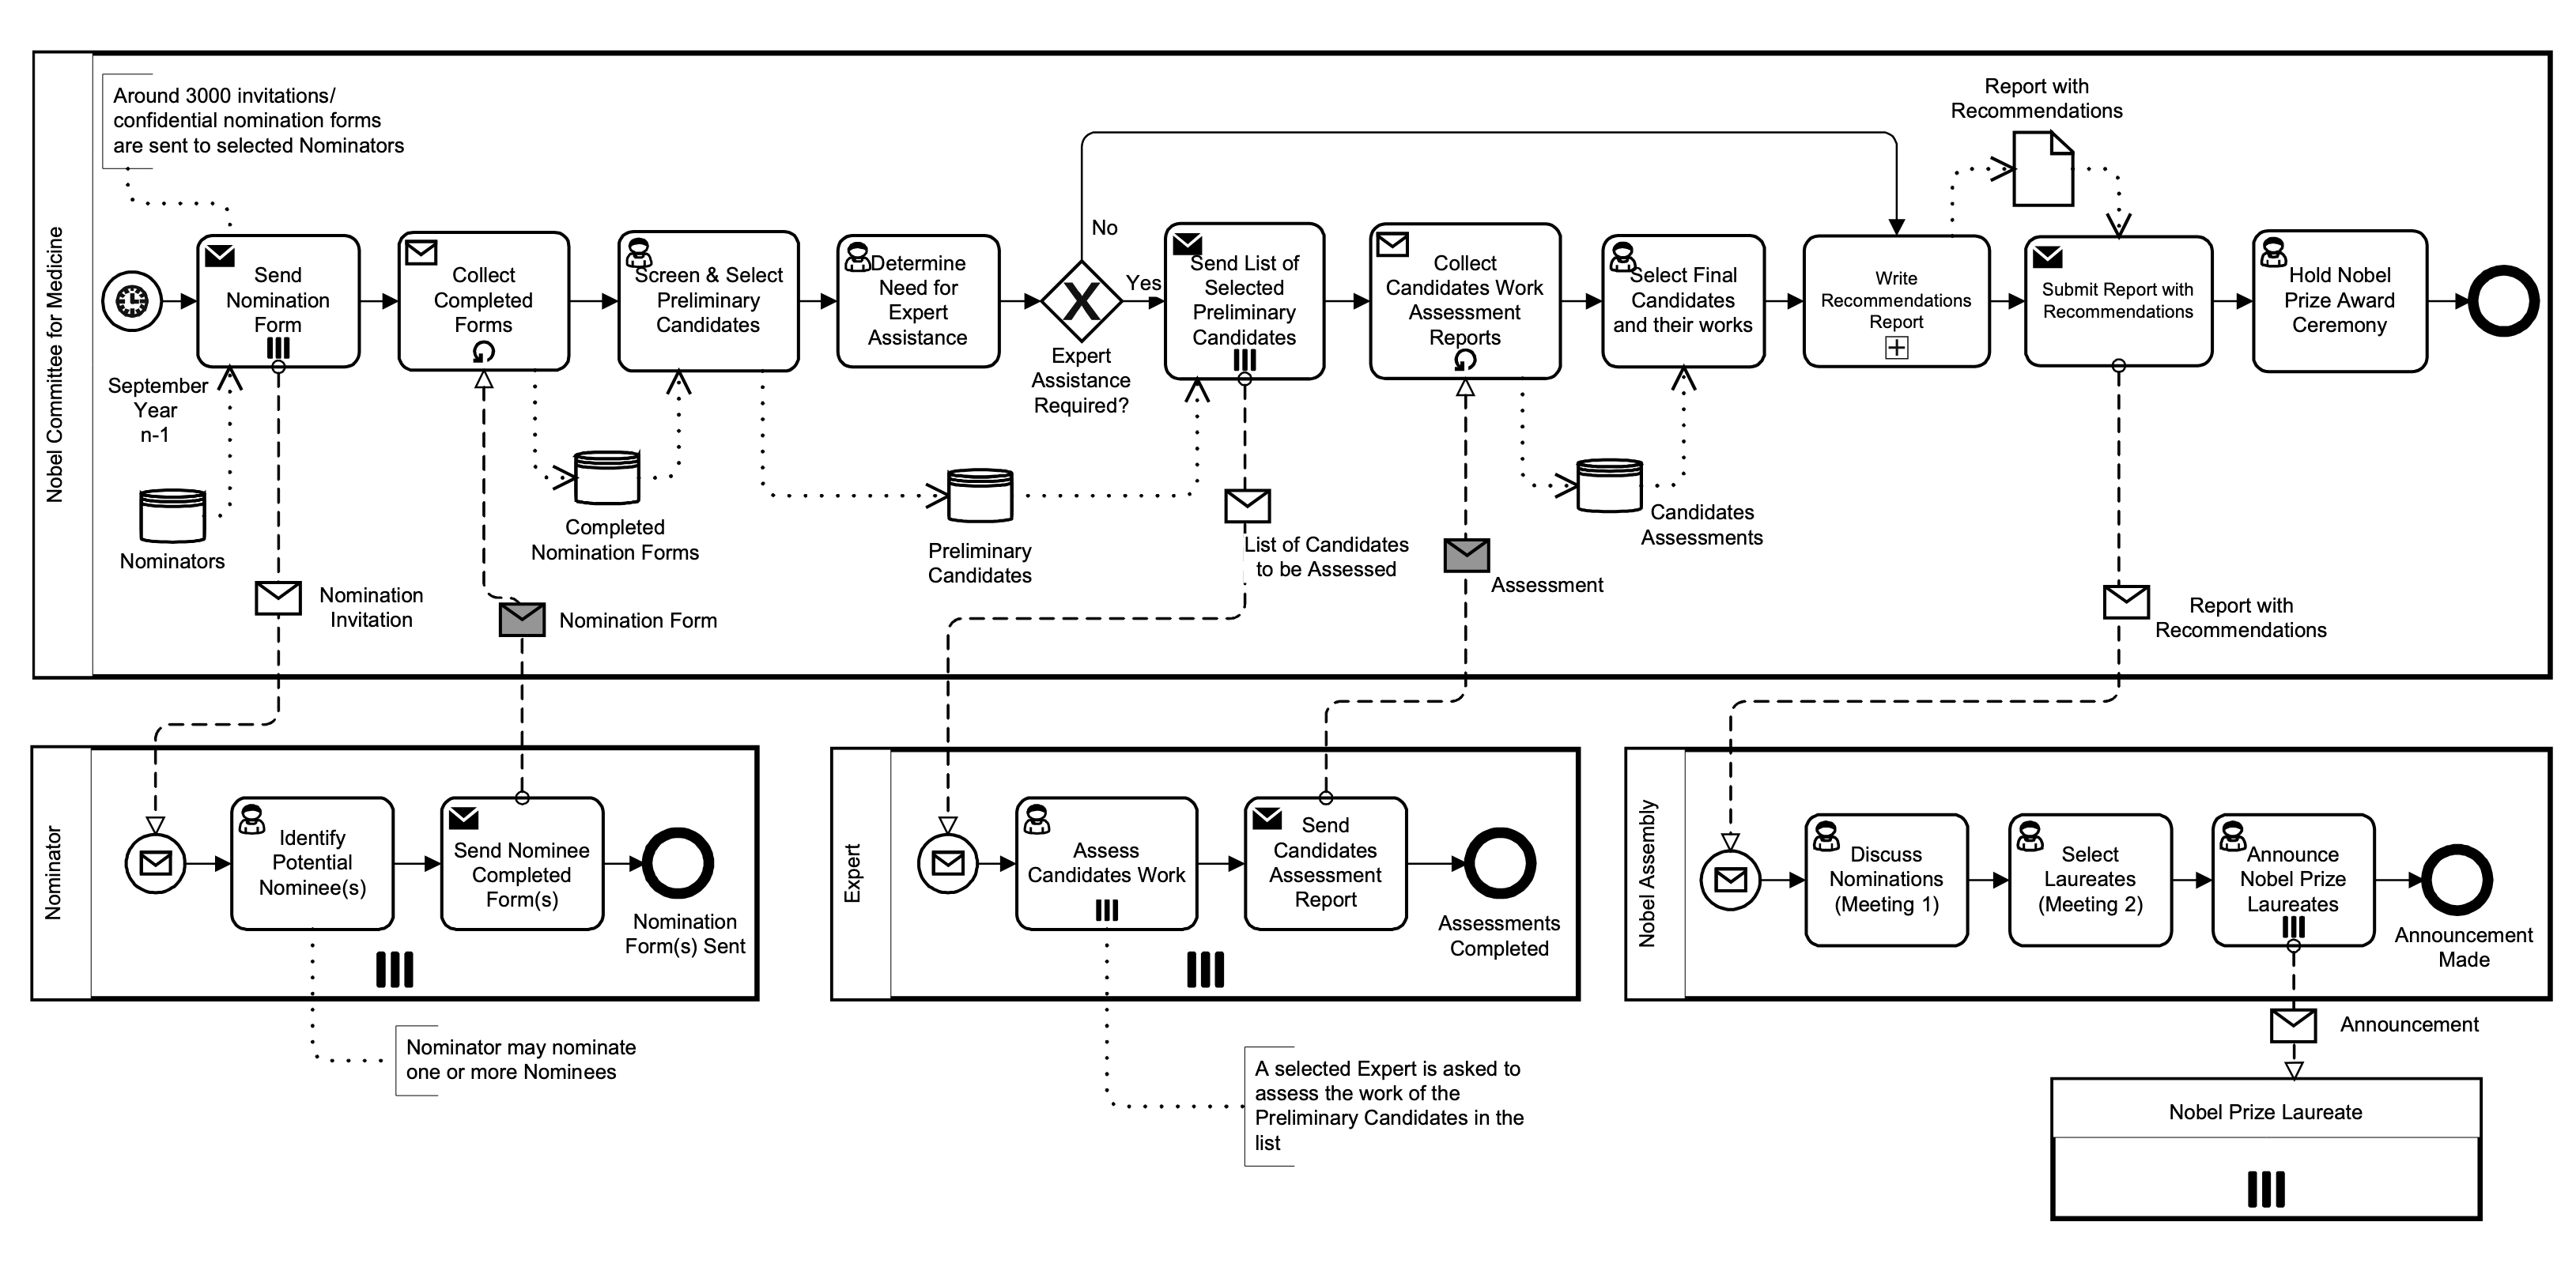 Nobel Committee for Medicine
Around 3000 invitations/
confidential nomination forms
are sent to selected Nominators
September
Year
n-1
Send
Nomination
Form
Collect
Completed
Forms
Screen & Select
Preliminary
Candidates
Determine
Need for
Expert
Assistance
No
Yes
Expert
Assistance
Required?
Send List of
Selected
Preliminary
Candidates
Collect
Candidates Work
Assessment
Reports
Select Final
Candidates
and their works
Write
Recommendations
Report
Report with
Recommendations
Submit Report with
Recommendations
Hold Nobel
Prize Award
Ceremony
Nominators
Nomination
Invitation
Completed
Nomination Forms
Nomination Form
Preliminary
Candidates
List of Candidates
to be Assessed
Assessment
Candidates
Assessments
Report with
Recommendations
Nominator
Identify
Potential
Nominee(s)
Send Nominee
Completed
Form(s)
Nomination
Form(s) Sent
Nominator may nominate
one or more Nominees
Expert
Assess
Candidates Work
Send
Candidates
Assessment
Report
Assessments
Completed
A selected Expert is asked to
assess the work of the
Preliminary Candidates in the
list
Nobel Assembly
Discuss
Nominations
(Meeting 1)
Select
Laureates
(Meeting 2)
Announce
Nobel Prize
Laureates
Announcement
Made
Announcement
Nobel Prize Laureate